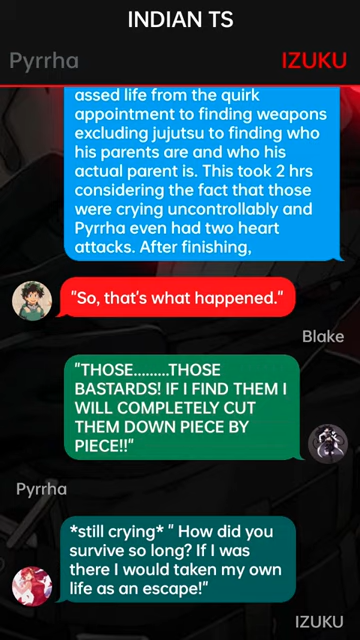 INDIAN TS
Pyrrha
IZUKU
assed life from the quirk
appointment to finding weapons
excluding jujutsu to finding who
his parents are and who his
actual parent is. This took 2 hrs
considering the fact that those
were crying uncontrollably and
Pyrrha even had two heart
attacks. After finishing,
"So, that's what happened."
Blake
"THOSE.........THOSE
BASTARDS! IF I FIND THEM I
WILL COMPLETELY CUT
THEM DOWN PIECE BY
PIECE!!"
Pyrrha
*still crying* " How did you
survive so long? If I was
there I would taken my own
life as an escape!"
IZUKU